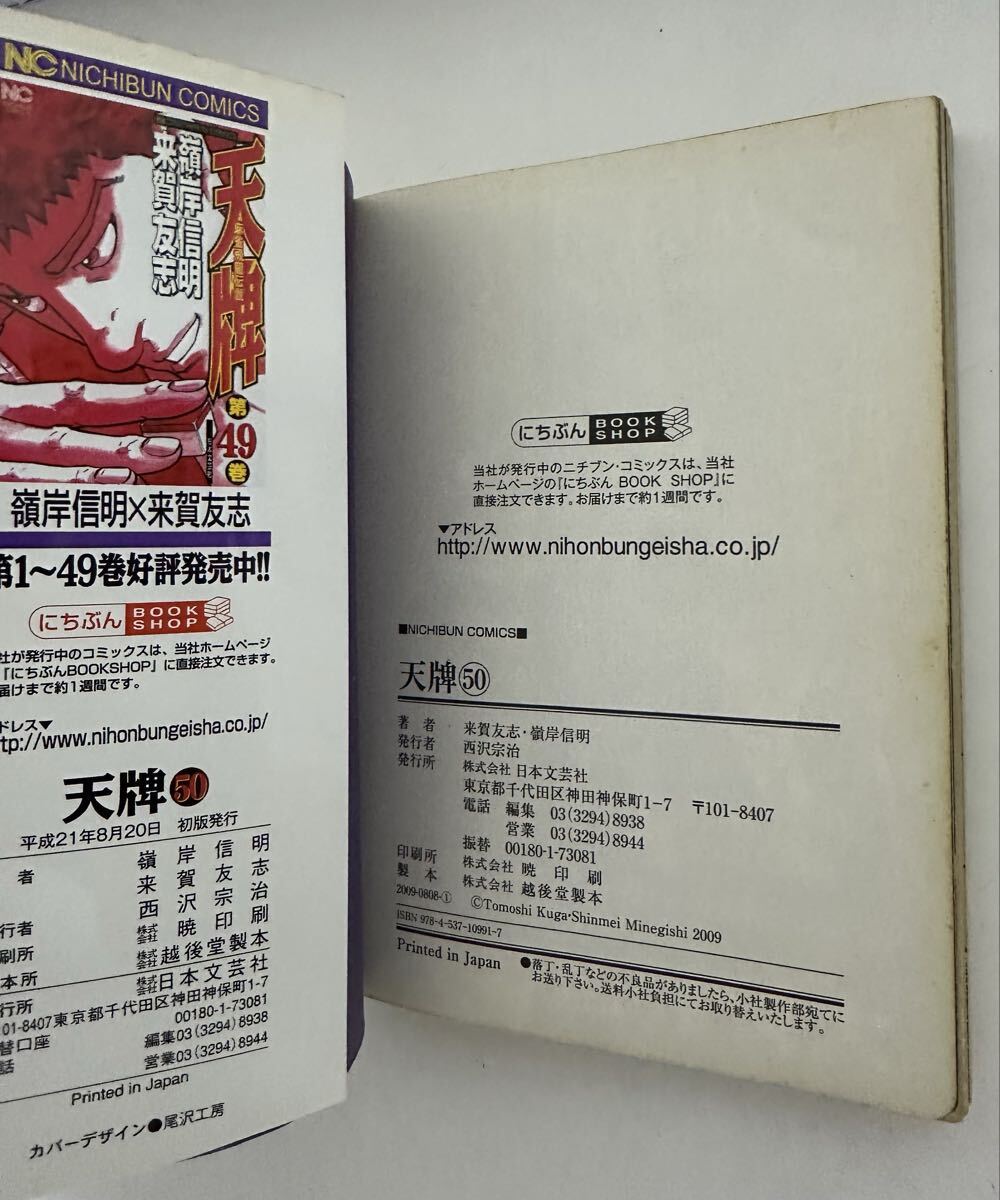 NC NICHIBUN COMICS
NC
天牌
嶺岸信明
来賀友志
第
49
巻
嶺岸信明×来賀友志
第1〜49巻好評発売中!!
にちぶん BOOK SHOP
社が発行中のコミックスは、当社ホームページ
「にちぶんBOOKSHOP」に直接注文できます。
届けまで約1週間です。
ドレス▼
tp://www.nihonbungeisha.co.jp/
天牌50
平成21年8月20日 初版発行
者 嶺岸信明
来賀友志
行者 西沢宗治
刷所 株式会社 暁印刷
本所 株式会社 越後堂製本
行所 株式会社 日本文芸社
01-8407東京都千代田区神田神保町1-7
替口座 00180-1-73081
話 編集03(3294)8938
営業03(3294)8944
Printed in Japan
カバーデザイン●尾沢工房
にちぶん BOOK SHOP
当社が発行中のニチブン・コミックスは、当社
ホームページの『にちぶん BOOK SHOP』に
直接注文できます。お届けまで約1週間です。
▼アドレス
http://www.nihonbungeisha.co.jp/
■NICHIBUN COMICS■
天牌㊿
著者 来賀友志・嶺岸信明
発行者 西沢宗治
発行所 株式会社 日本文芸社
東京都千代田区神田神保町1-7 〒101-8407
電話 編集 03(3294)8938
営業 03(3294)8944
振替 00180-1-73081
印刷所 株式会社 暁印刷
製本 株式会社 越後堂製本
2009-0808-① ©Tomoshi Kuga・Shinmei Minegishi 2009
ISBN 978-4-537-10991-7
Printed in Japan
●落丁・乱丁などの不良品がありましたら、小社製作部宛てに
お送り下さい。送料小社負担にてお取り替えいたします。